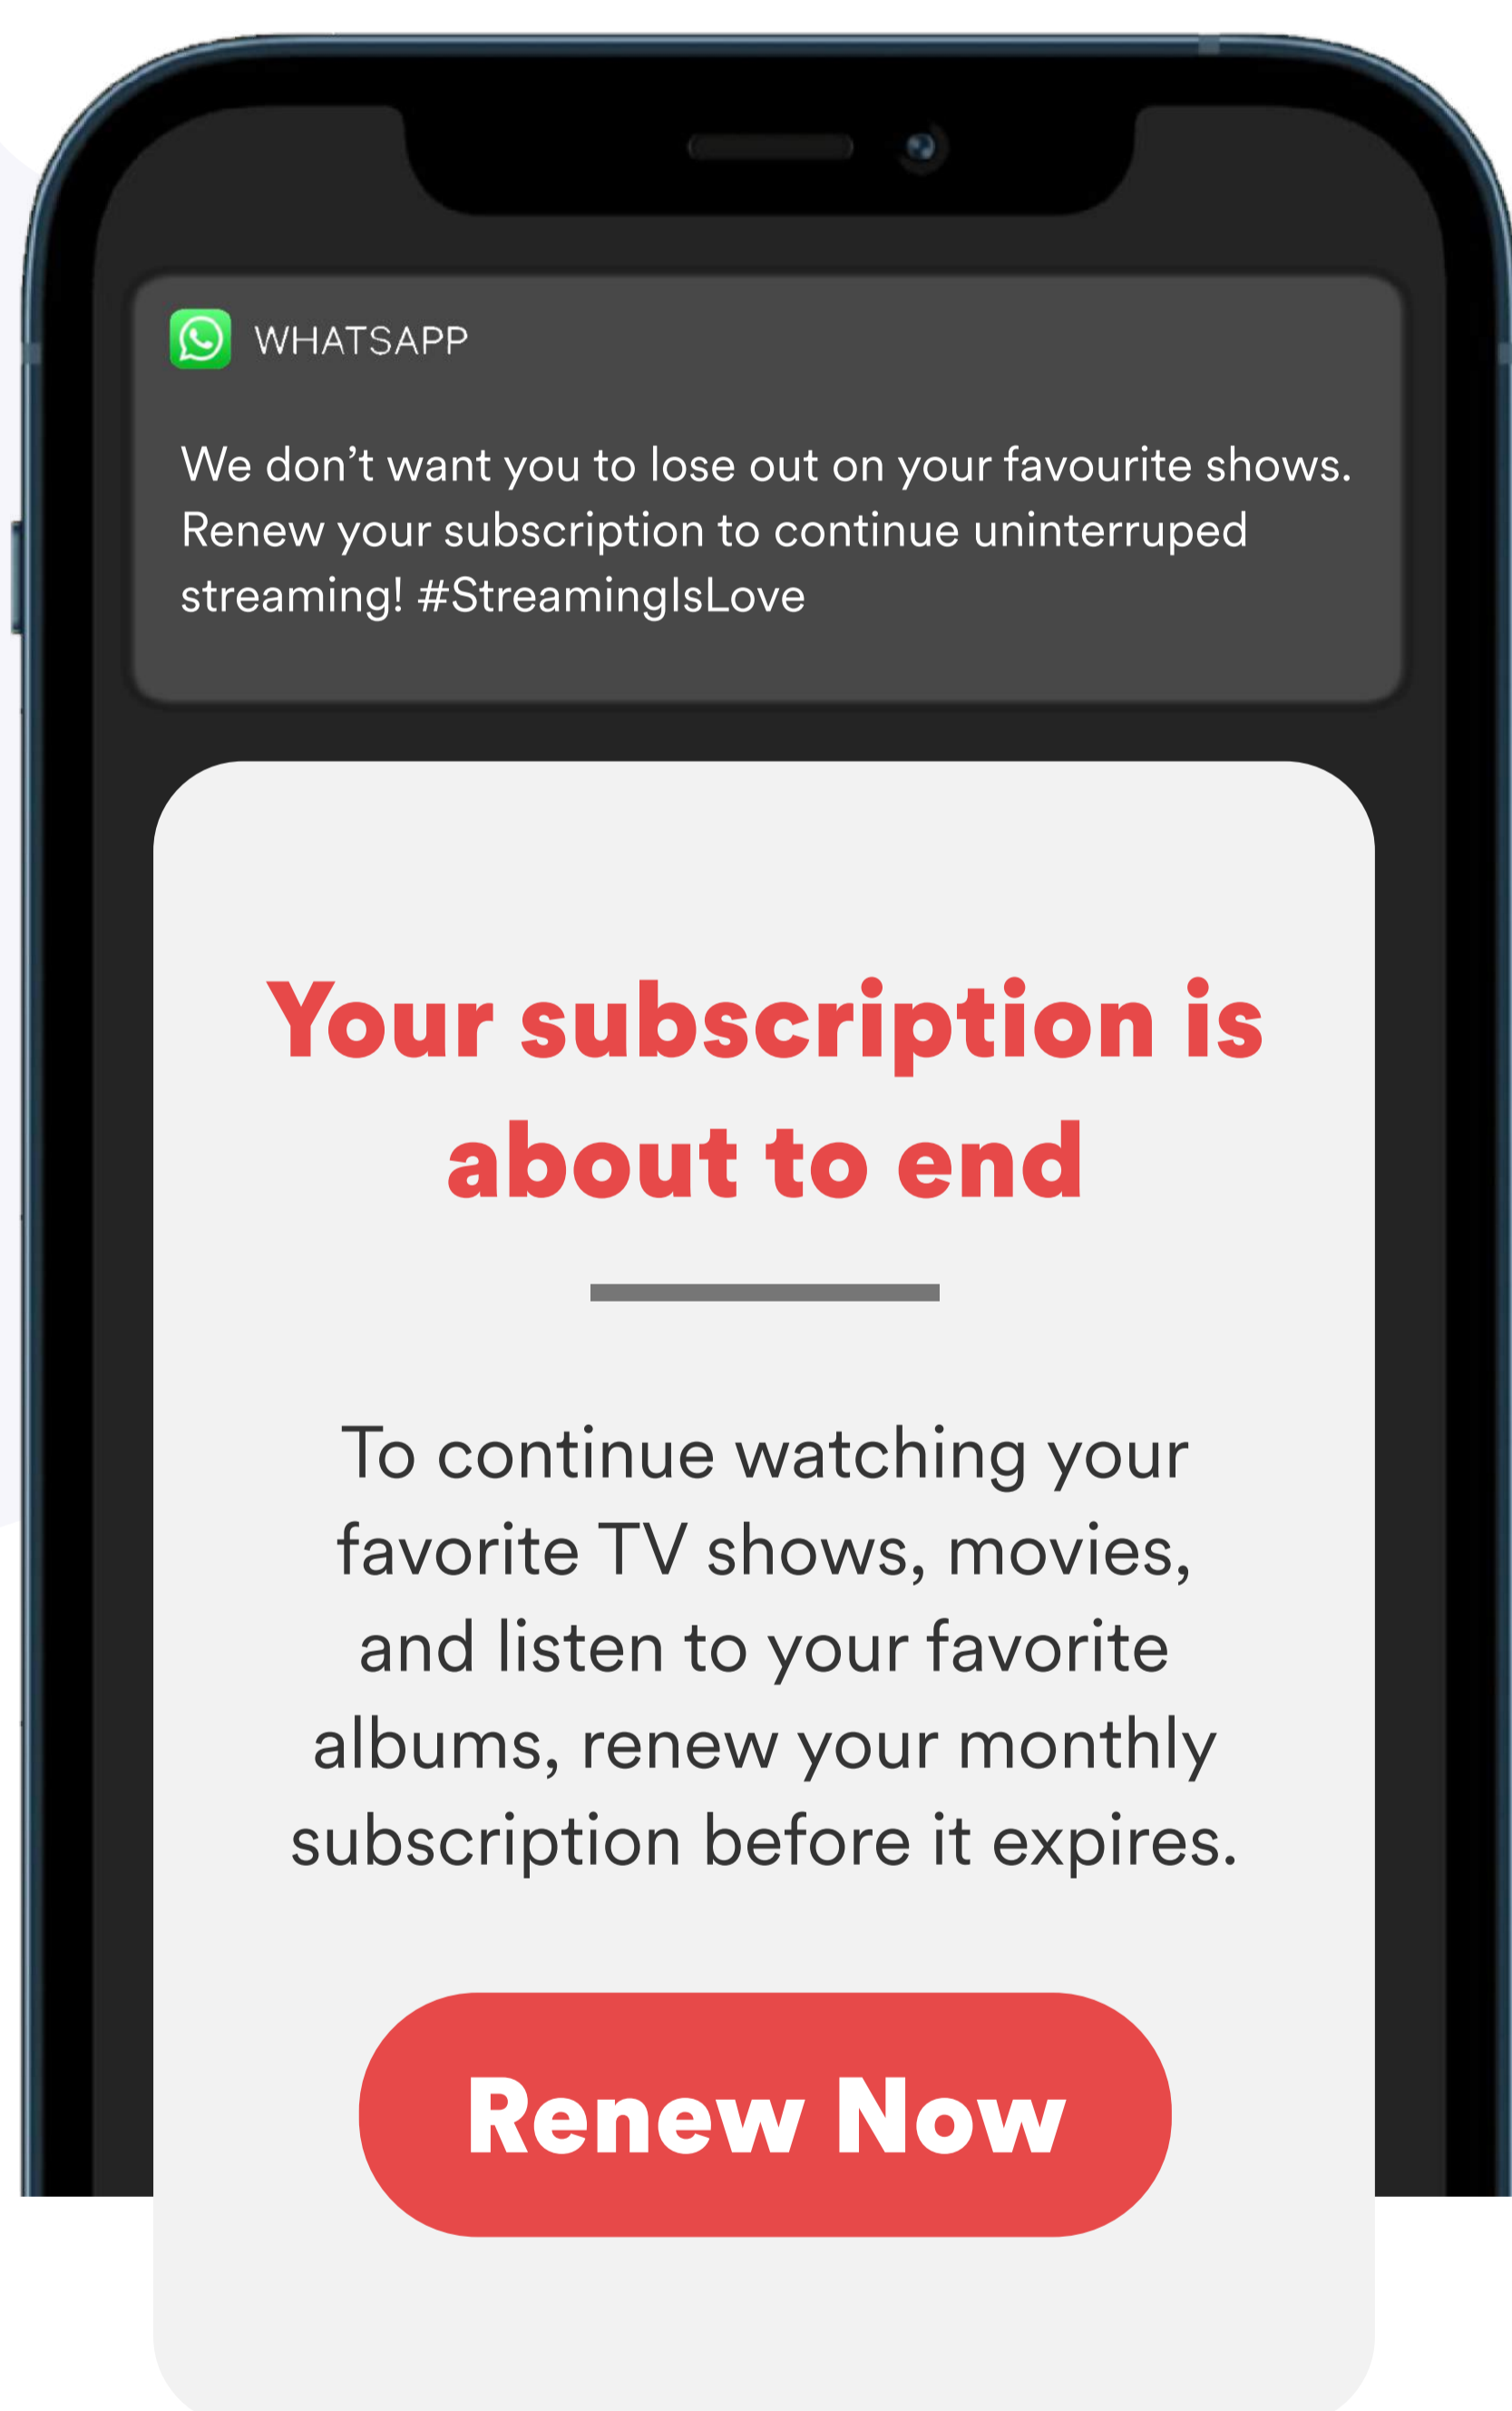 WHATSAPP
We don’t want you to lose out on your favourite shows.
Renew your subscription to continue uninterruped
streaming! #StreamingIsLove
Your subscription is
about to end
To continue watching your
favorite TV shows, movies,
and listen to your favorite
albums, renew your monthly
subscription before it expires.
Renew Now